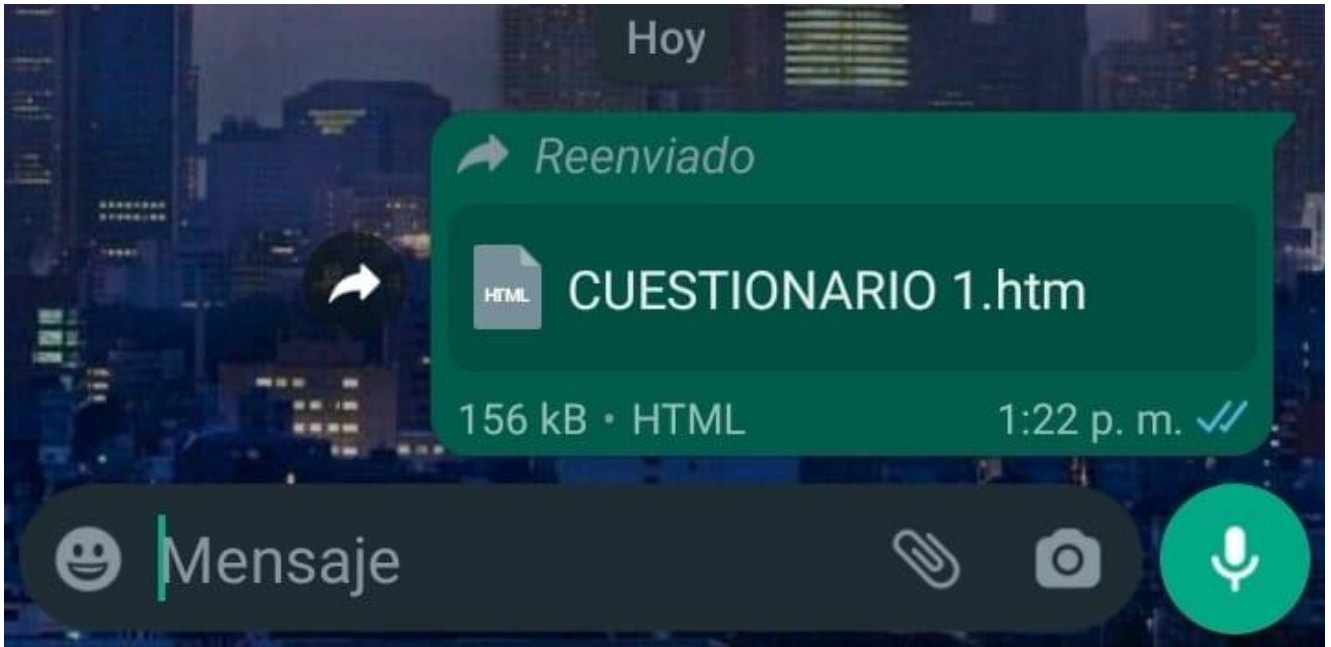 Hoy
Reenviado
HTML
CUESTIONARIO 1.htm
156 kB • HTML
1:22 p. m.
Mensaje